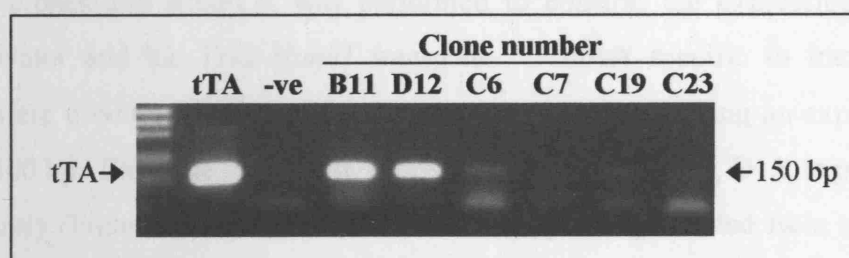 Clone number
tTA -ve B11 D12 C6 C7 C19 C23
tTA→ ←150 bp